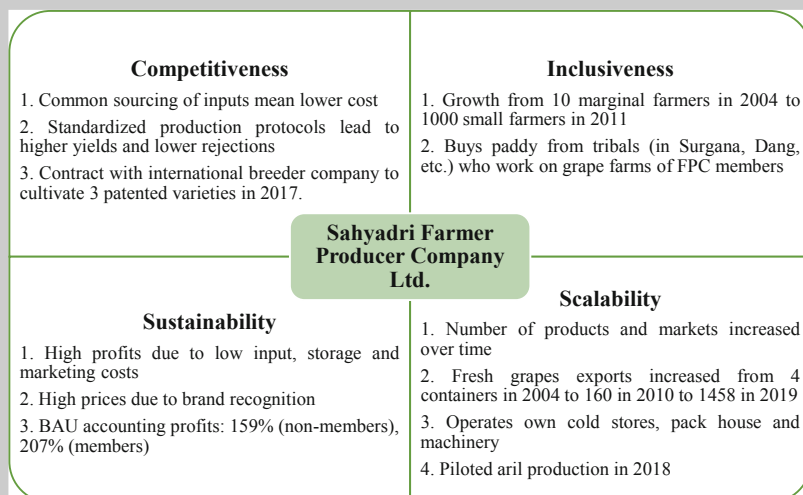 Competitiveness
1. Common sourcing of inputs mean lower cost
2. Standardized production protocols lead to
higher yields and lower rejections
3. Contract with international breeder company to
cultivate 3 patented varieties in 2017.
Inclusiveness
1. Growth from 10 marginal farmers in 2004 to
1000 small farmers in 2011
2. Buys paddy from tribals (in Surgana, Dang,
etc.) who work on grape farms of FPC members
Sahyadri Farmer
Producer Company
Ltd.
Sustainability
1. High profits due to low input, storage and
marketing costs
2. High prices due to brand recognition
3. BAU accounting profits: 159% (non-members),
207% (members)
Scalability
1. Number of products and markets increased
over time
2. Fresh grapes exports increased from 4
containers in 2004 to 160 in 2010 to 1458 in 2019
3. Operates own cold stores, pack house and
machinery
4. Piloted aril production in 2018